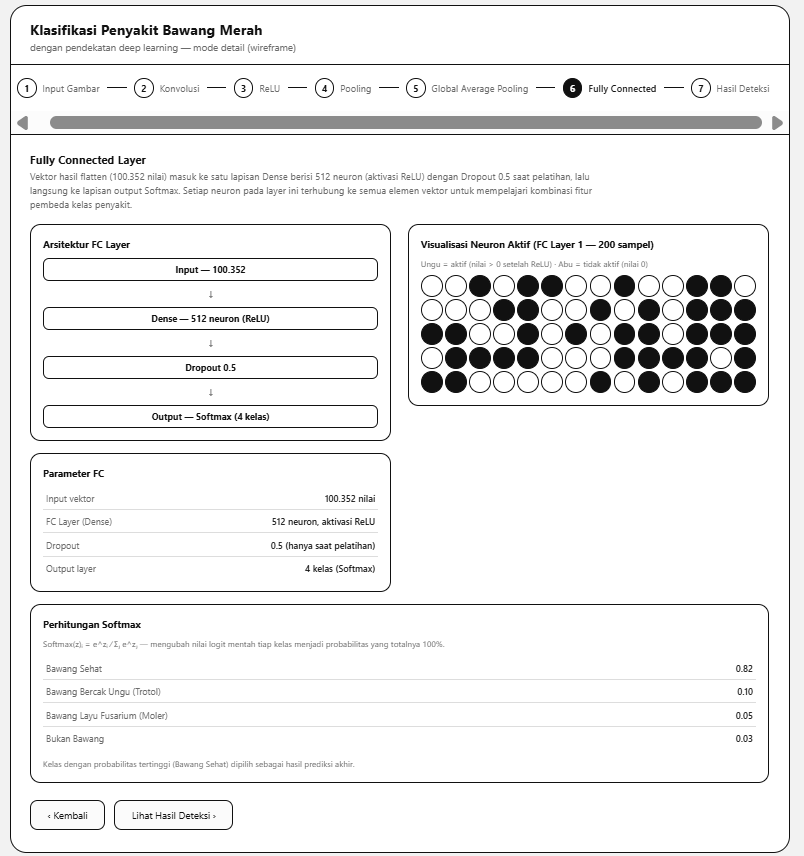 Klasifikasi Penyakit Bawang Merah
dengan pendekatan deep learning — mode detail (wireframe)
1 Input Gambar
2 Konvolusi
3 ReLU
4 Pooling
5 Global Average Pooling
6 Fully Connected
7 Hasil Deteksi
Fully Connected Layer
Vektor hasil flatten (100.352 nilai) masuk ke satu lapisan Dense berisi 512 neuron (aktivasi ReLU) dengan Dropout 0.5 saat pelatihan, lalu
langsung ke lapisan output Softmax. Setiap neuron pada layer ini terhubung ke semua elemen vektor untuk mempelajari kombinasi fitur
pembeda kelas penyakit.
Arsitektur FC Layer
Input — 100.352
↓
Dense — 512 neuron (ReLU)
↓
Dropout 0.5
↓
Output — Softmax (4 kelas)
Visualisasi Neuron Aktif (FC Layer 1 — 200 sampel)
Ungu = aktif (nilai > 0 setelah ReLU) · Abu = tidak aktif (nilai 0)
Parameter FC
Input vektor 100.352 nilai
FC Layer (Dense) 512 neuron, aktivasi ReLU
Dropout 0.5 (hanya saat pelatihan)
Output layer 4 kelas (Softmax)
Perhitungan Softmax
Softmax(z)ᵢ = e^zᵢ / Σⱼ e^zⱼ — mengubah nilai logit mentah tiap kelas menjadi probabilitas yang totalnya 100%.
Bawang Sehat 0.82
Bawang Bercak Ungu (Trotol) 0.10
Bawang Layu Fusarium (Moler) 0.05
Bukan Bawang 0.03
Kelas dengan probabilitas tertinggi (Bawang Sehat) dipilih sebagai hasil prediksi akhir.
‹ Kembali
Lihat Hasil Deteksi ›